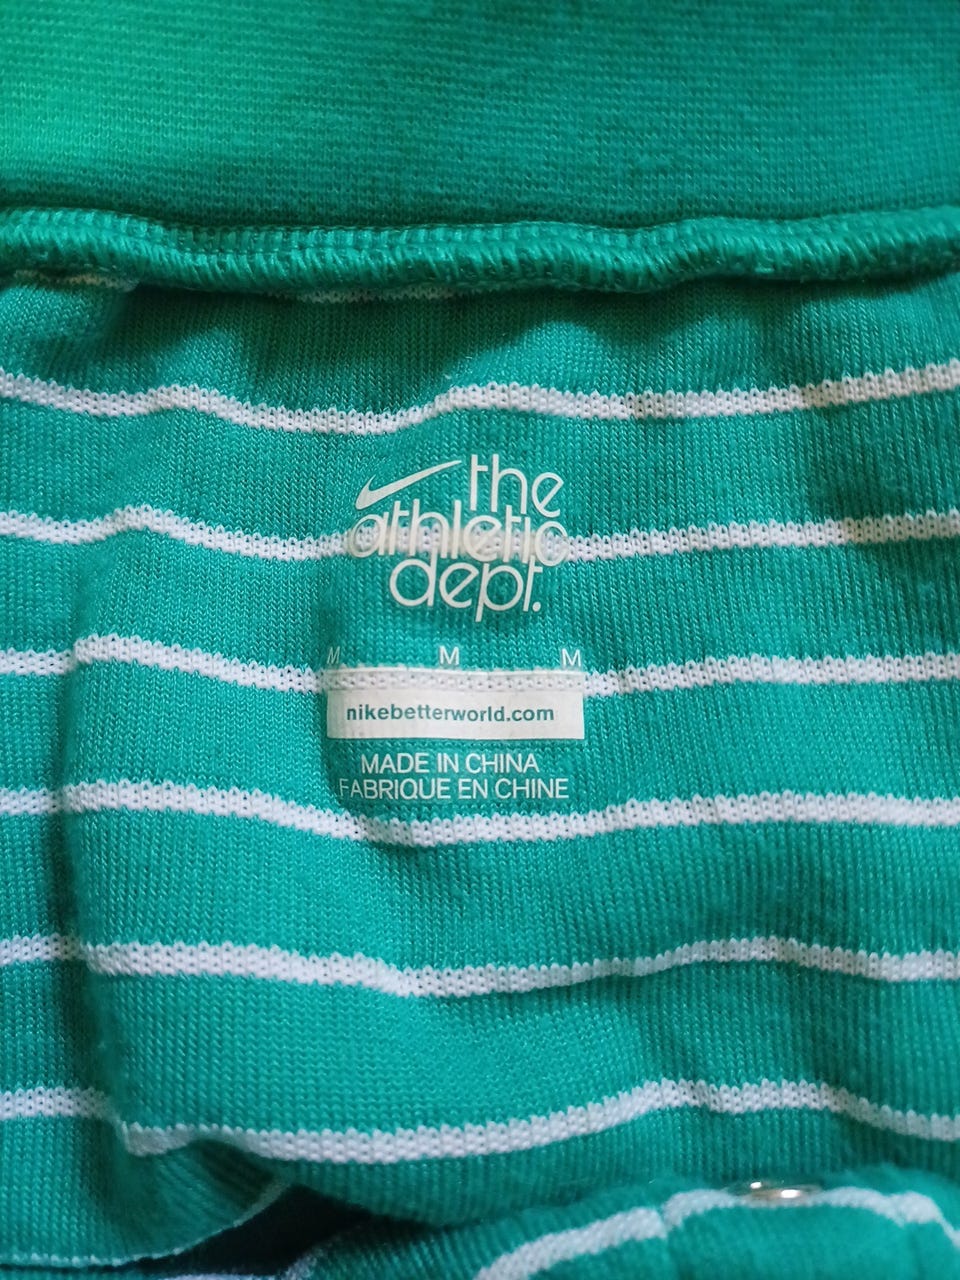 the
athletic
dept.
M M M
nikebetterworld.com
MADE IN CHINA
FABRIQUE EN CHINE